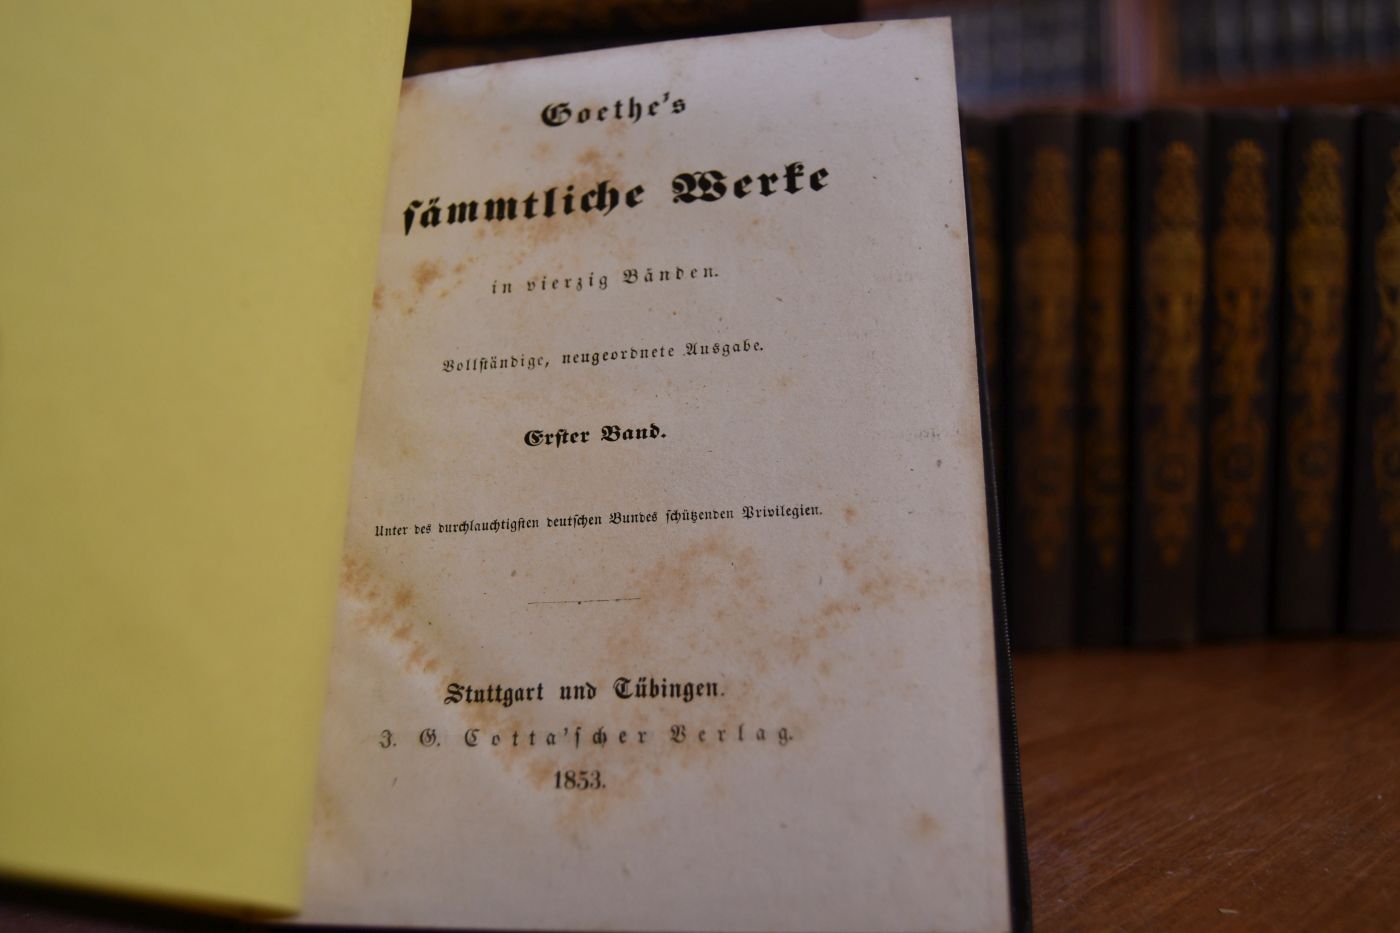 Goethe's
sämmtliche Werke
in vierzig Bänden.
Vollständige, neugeordnete Ausgabe.
Erster Band.
Unter des durchlauchtigsten deutschen Bundes schützenden Privilegien.
Stuttgart und Tübingen.
J. G. Cotta'scher Verlag.
1853.